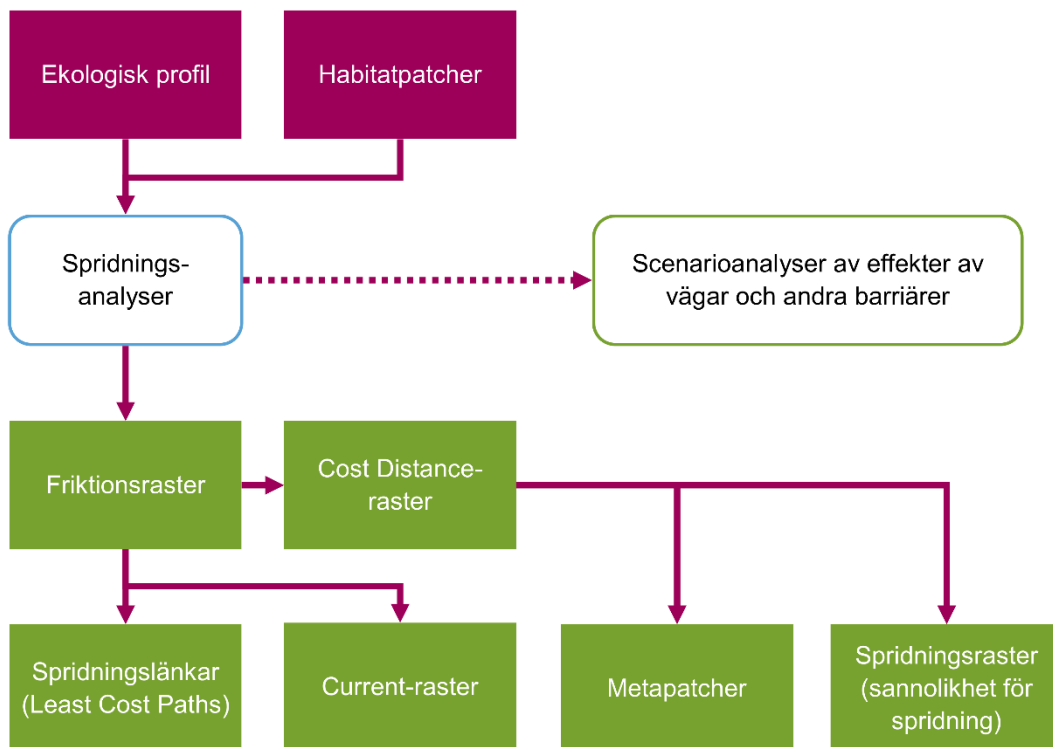 Ekologisk profil
Habitatpatcher
Spridnings-
analyser
Scenarioanalyser av effekter av
vägar och andra barriärer
Friktionsraster
Cost Distance-
raster
Spridningslänkar
(Least Cost Paths)
Current-raster
Metapatcher
Spridningsraster
(sannolikhet för
spridning)